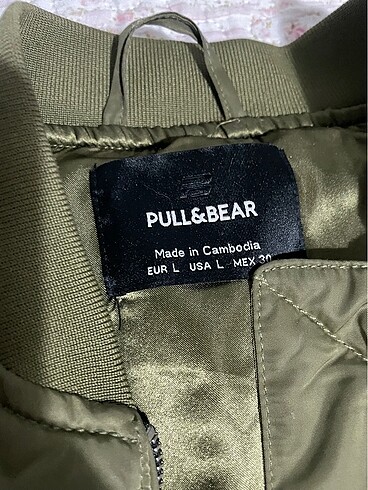 PULL&BEAR
Made in Cambodia
EUR L USA L MEX 30